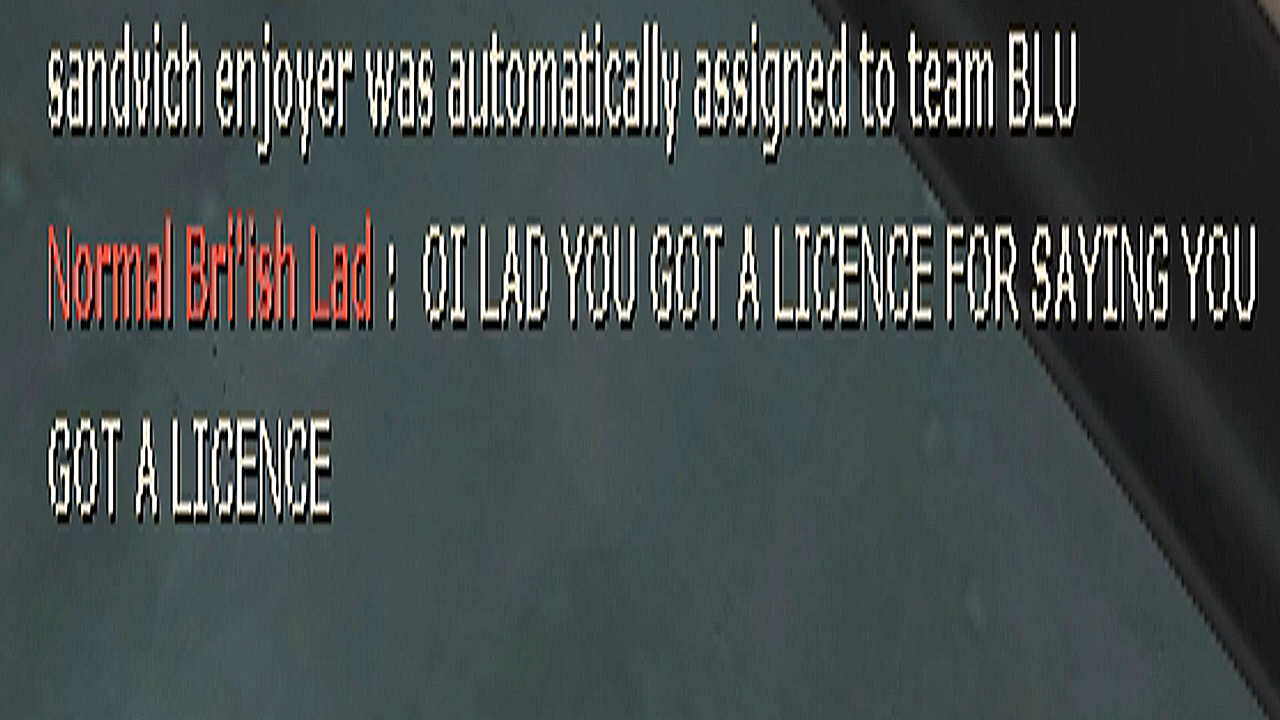 sandvich enjoyer was automatically assigned to team BLU
Normal Bri'ish Lad : OI LAD YOU GOT A LICENCE FOR SAYING YOU
GOT A LICENCE